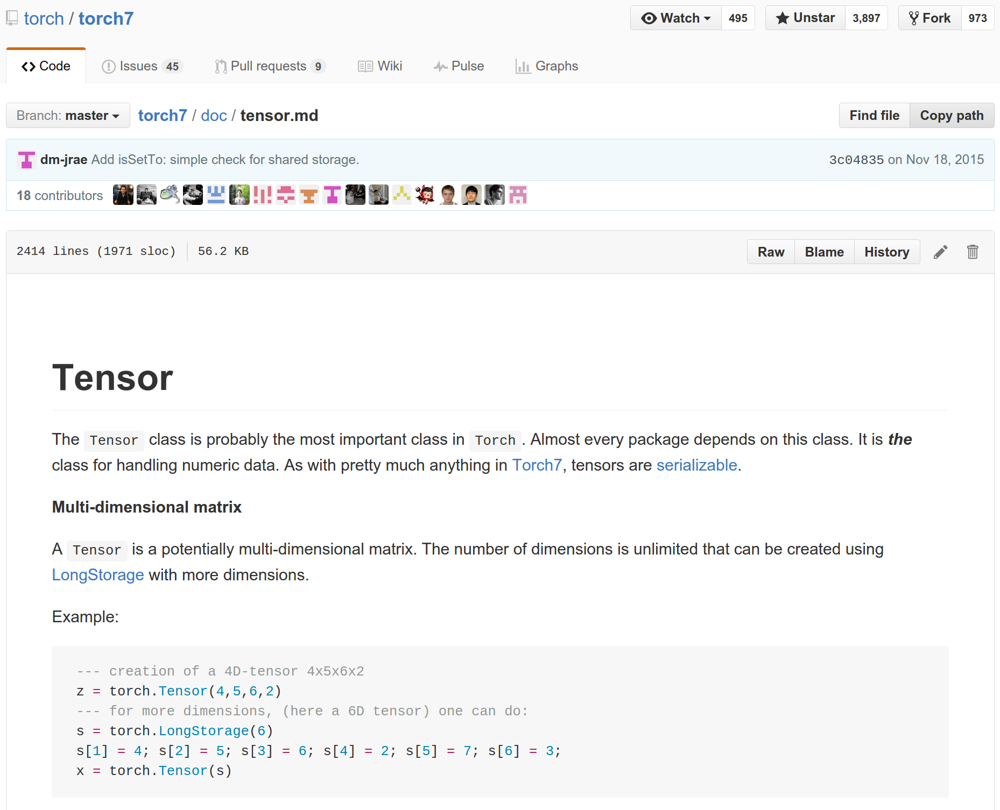 torch / torch7 Watch 495 Unstar 3,897 Fork 973
Code Issues 45 Pull requests 9 Wiki Pulse Graphs
Branch: master torch7 / doc / tensor.md Find file Copy path
dm-jrae Add isSetTo: simple check for shared storage. 3c04835 on Nov 18, 2015
18 contributors
2414 lines (1971 sloc) 56.2 KB Raw Blame History
Tensor
The Tensor class is probably the most important class in Torch. Almost every package depends on this class. It is the
class for handling numeric data. As with pretty much anything in Torch7, tensors are serializable.
Multi-dimensional matrix
A Tensor is a potentially multi-dimensional matrix. The number of dimensions is unlimited that can be created using
LongStorage with more dimensions.
Example:
--- creation of a 4D-tensor 4x5x6x2
z = torch.Tensor(4,5,6,2)
--- for more dimensions, (here a 6D tensor) one can do:
s = torch.LongStorage(6)
s[1] = 4; s[2] = 5; s[3] = 6; s[4] = 2; s[5] = 7; s[6] = 3;
x = torch.Tensor(s)